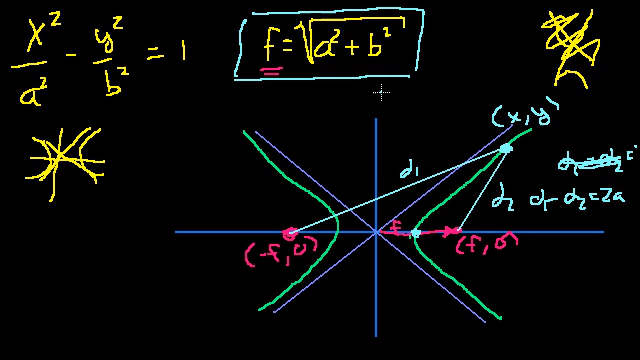 x²/a² - y²/b² = 1
f = √a² + b²
(x, y)
d₁
d₂ d₁ - d₂ = 2a
f
(-f, 0)
(f, 0)